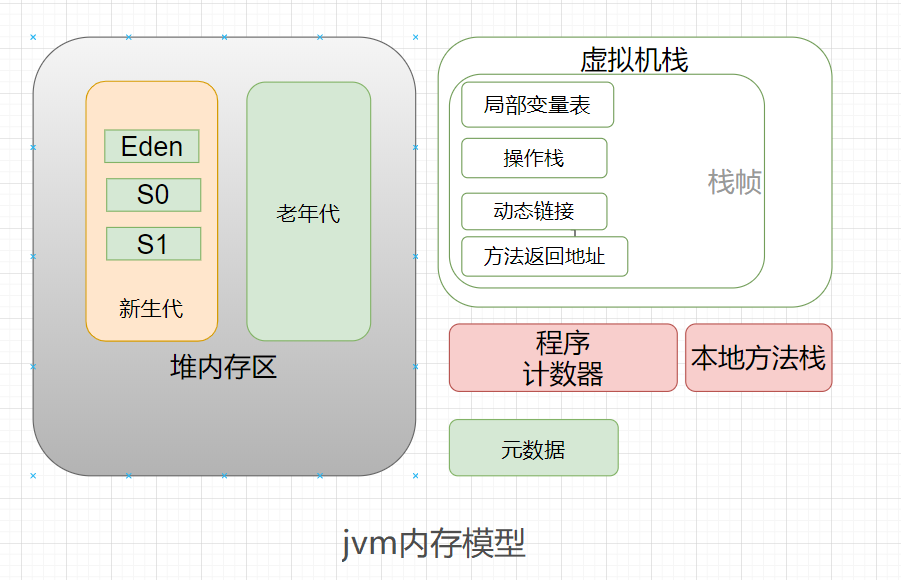 Eden
S0
S1
新生代
老年代
堆内存区
虚拟机栈
局部变量表
操作栈
动态链接
方法返回地址
栈帧
程序
计数器
本地方法栈
元数据
jvm内存模型